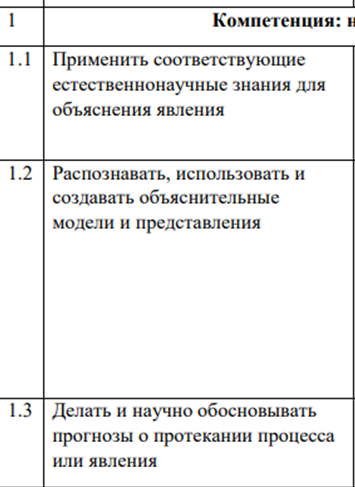 1 Компетенция: н
1.1 Применить соответствующие
естественнонаучные знания для
объяснения явления
1.2 Распознавать, использовать и
создавать объяснительные
модели и представления
1.3 Делать и научно обосновывать
прогнозы о протекании процесса
или явления